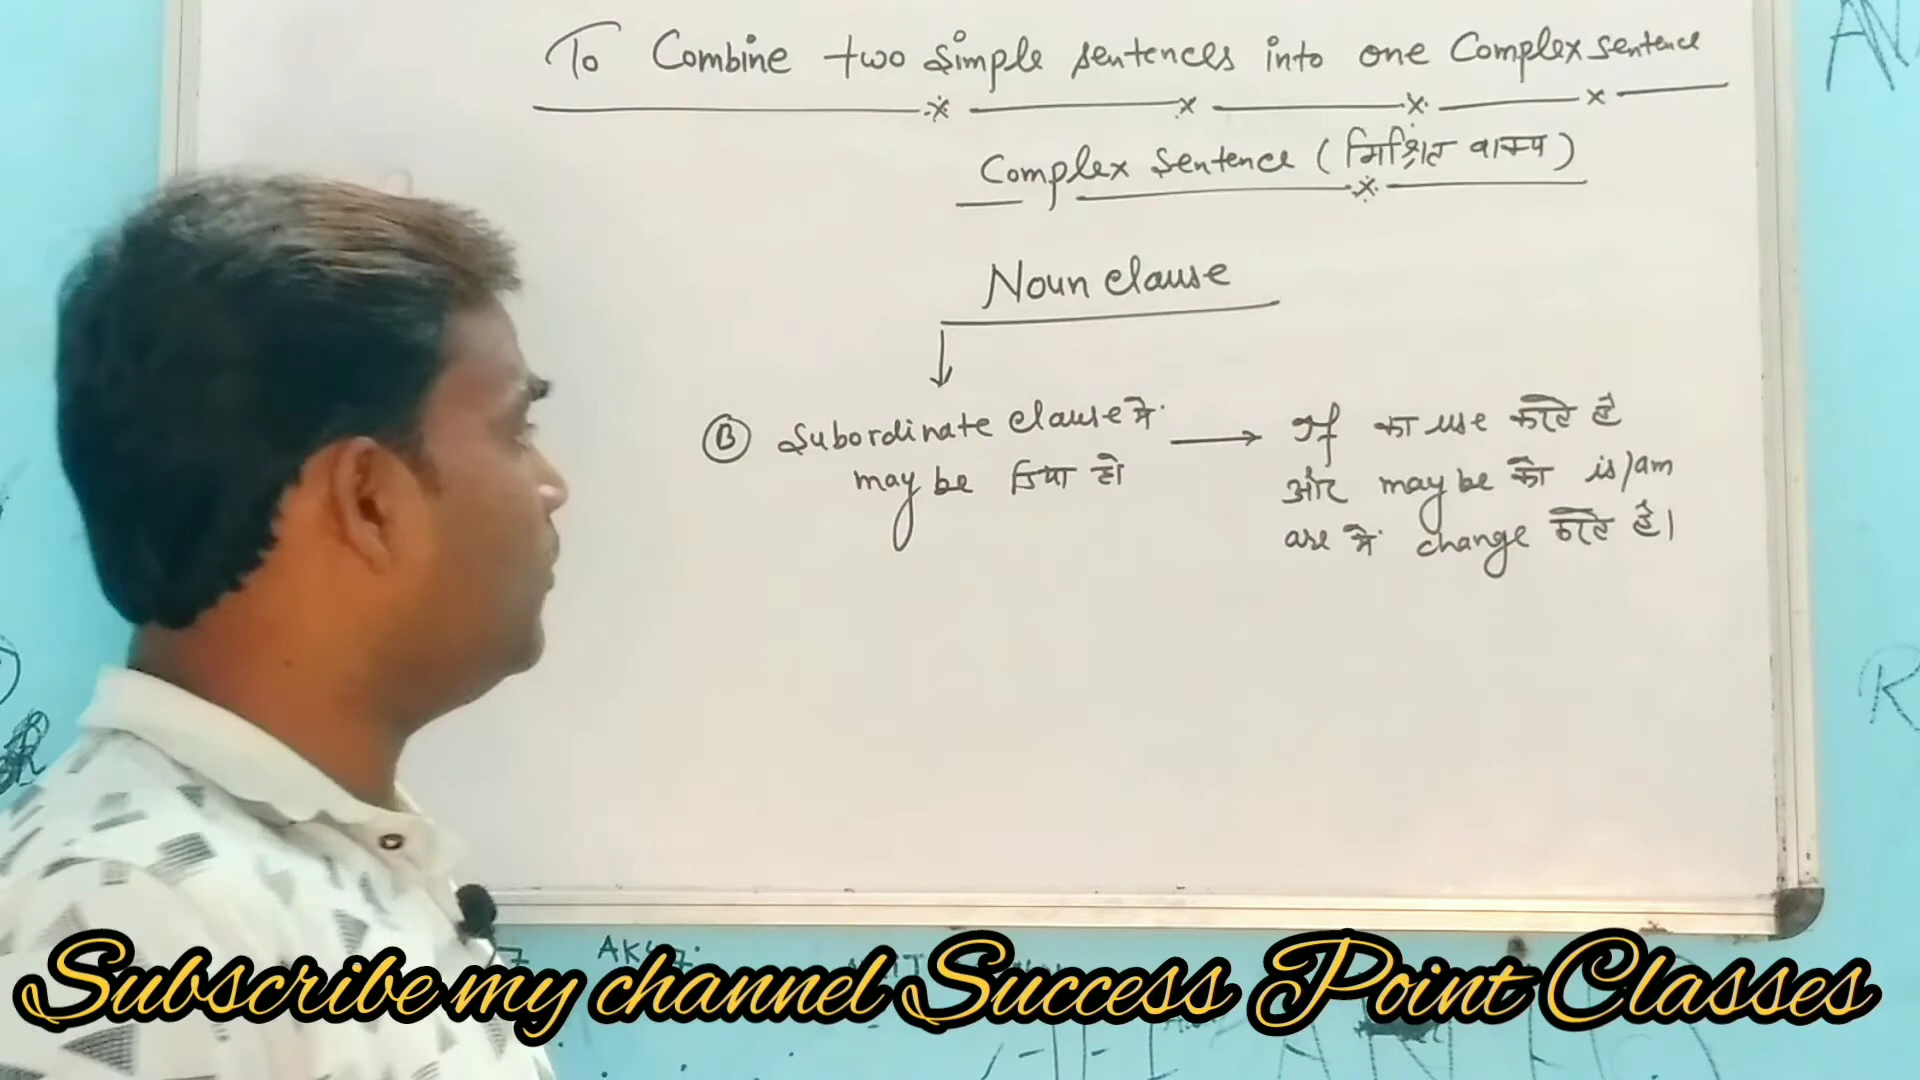 To Combine two simple sentences into one Complex sentence
Complex Sentence (मिश्रित वाक्य)
Noun clause
Ⓑ Subordinate clause में → If का use करते है
may be दिया हो और may be को is/am
are में change करते है।
AK47
Subscribe my channel Success Point Classes